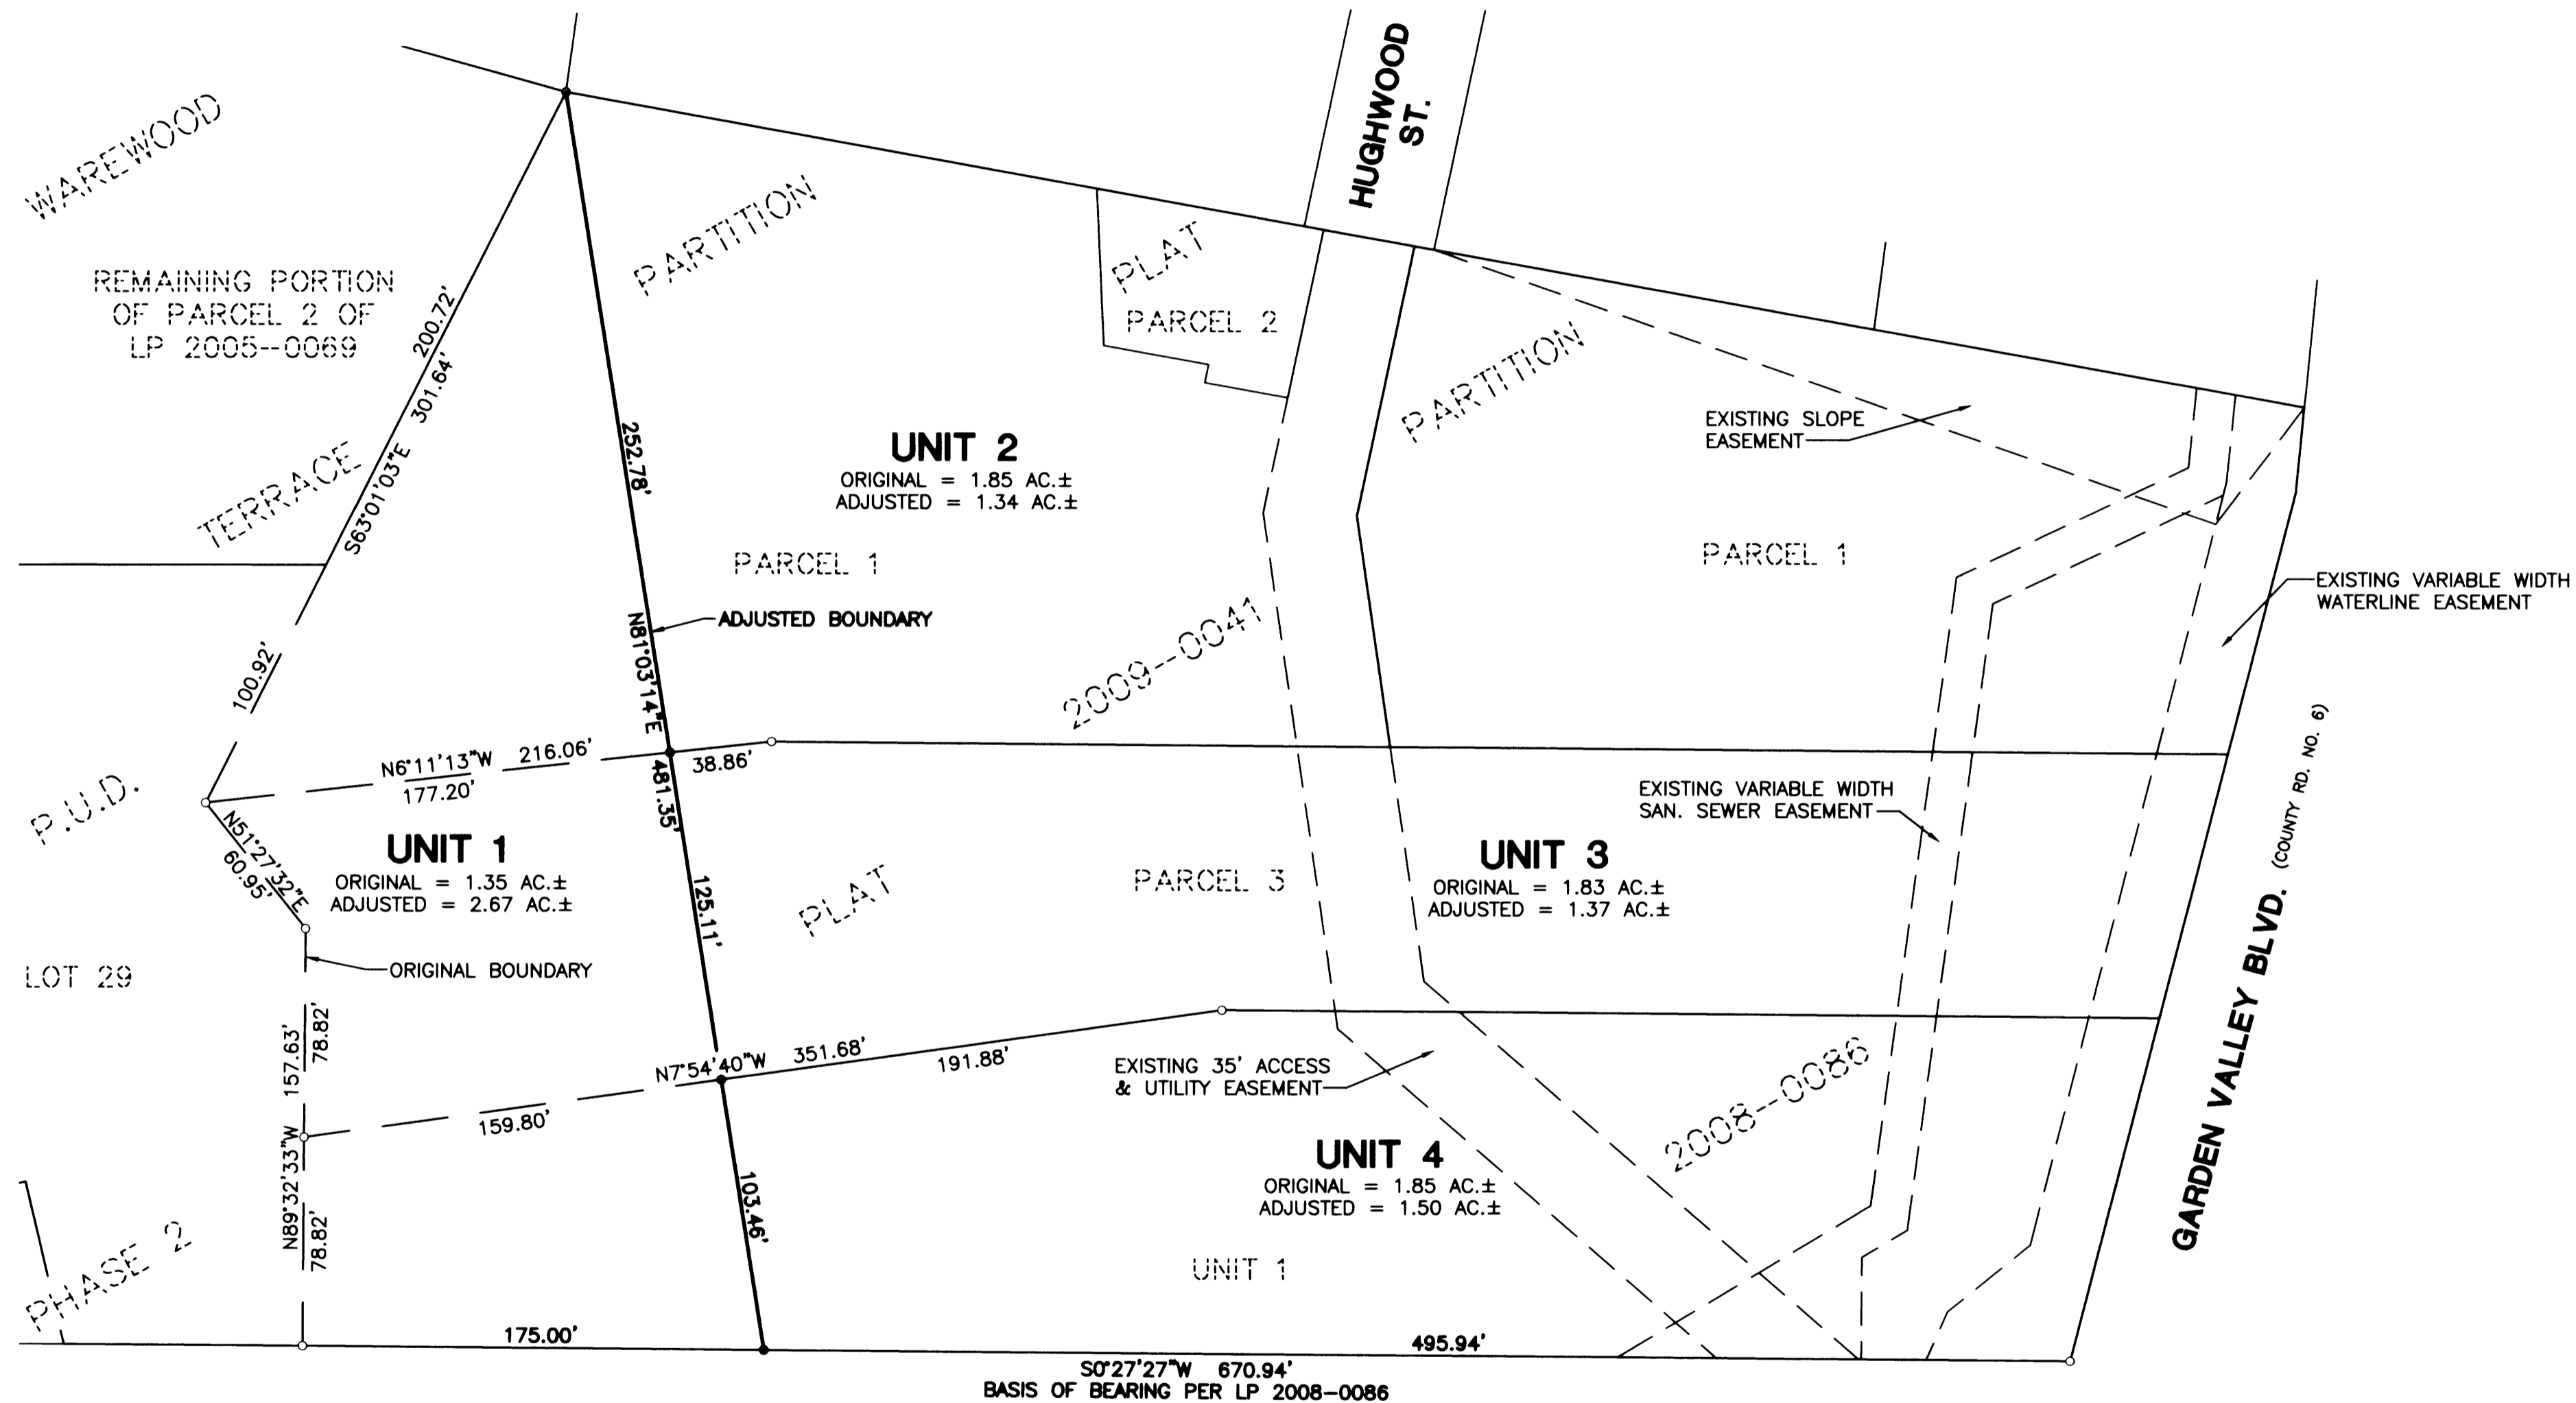 HUGHWOOD
ST.
WAREWOOD
PARTITION
PLAT
PARCEL 2
REMAINING PORTION
OF PARCEL 2 OF
LP 2005--0069
200.72'
S63°01'03"E 301.64'
TERRACE
252.78'
PARTITION
EXISTING SLOPE
EASEMENT
UNIT 2
ORIGINAL = 1.85 AC.±
ADJUSTED = 1.34 AC.±
PARCEL 1
PARCEL 1
EXISTING VARIABLE WIDTH
WATERLINE EASEMENT
ADJUSTED BOUNDARY
N81°03'14"E 481.35'
2009--0041
100.92'
N6°11'13"W 216.06'
177.20'
38.86'
P.U.D.
N51°27'32"E
60.95'
UNIT 1
ORIGINAL = 1.35 AC.±
ADJUSTED = 2.67 AC.±
125.11'
PLAT
PARCEL 3
EXISTING VARIABLE WIDTH
SAN. SEWER EASEMENT
UNIT 3
ORIGINAL = 1.83 AC.±
ADJUSTED = 1.37 AC.±
GARDEN VALLEY BLVD. (COUNTY RD. NO. 6)
LOT 29
ORIGINAL BOUNDARY
N89°32'33"W 157.63'
78.82'
78.82'
N7°54'40"W 351.68'
191.88'
159.80'
EXISTING 35' ACCESS
& UTILITY EASEMENT
2008--0086
103.46'
UNIT 4
ORIGINAL = 1.85 AC.±
ADJUSTED = 1.50 AC.±
UNIT 1
PHASE 2
175.00'
495.94'
S0°27'27"W 670.94'
BASIS OF BEARING PER LP 2008-0086